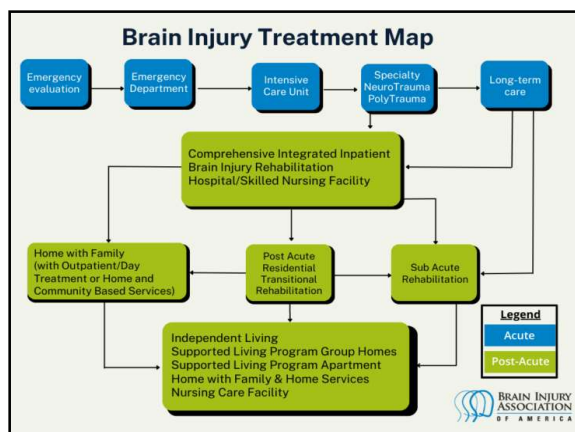 Brain Injury Treatment Map
Emergency
evaluation
Emergency
Department
Intensive
Care Unit
Specialty
NeuroTrauma
PolyTrauma
Long-term
care
Comprehensive Integrated Inpatient
Brain Injury Rehabilitation
Hospital/Skilled Nursing Facility
Home with Family
(with Outpatient/Day
Treatment or Home and
Community Based Services)
Post Acute
Residential
Transitional
Rehabilitation
Sub Acute
Rehabilitation
Independent Living
Supported Living Program Group Homes
Supported Living Program Apartment
Home with Family & Home Services
Nursing Care Facility
Legend
Acute
Post-Acute
BRAIN INJURY
ASSOCIATION
OF AMERICA